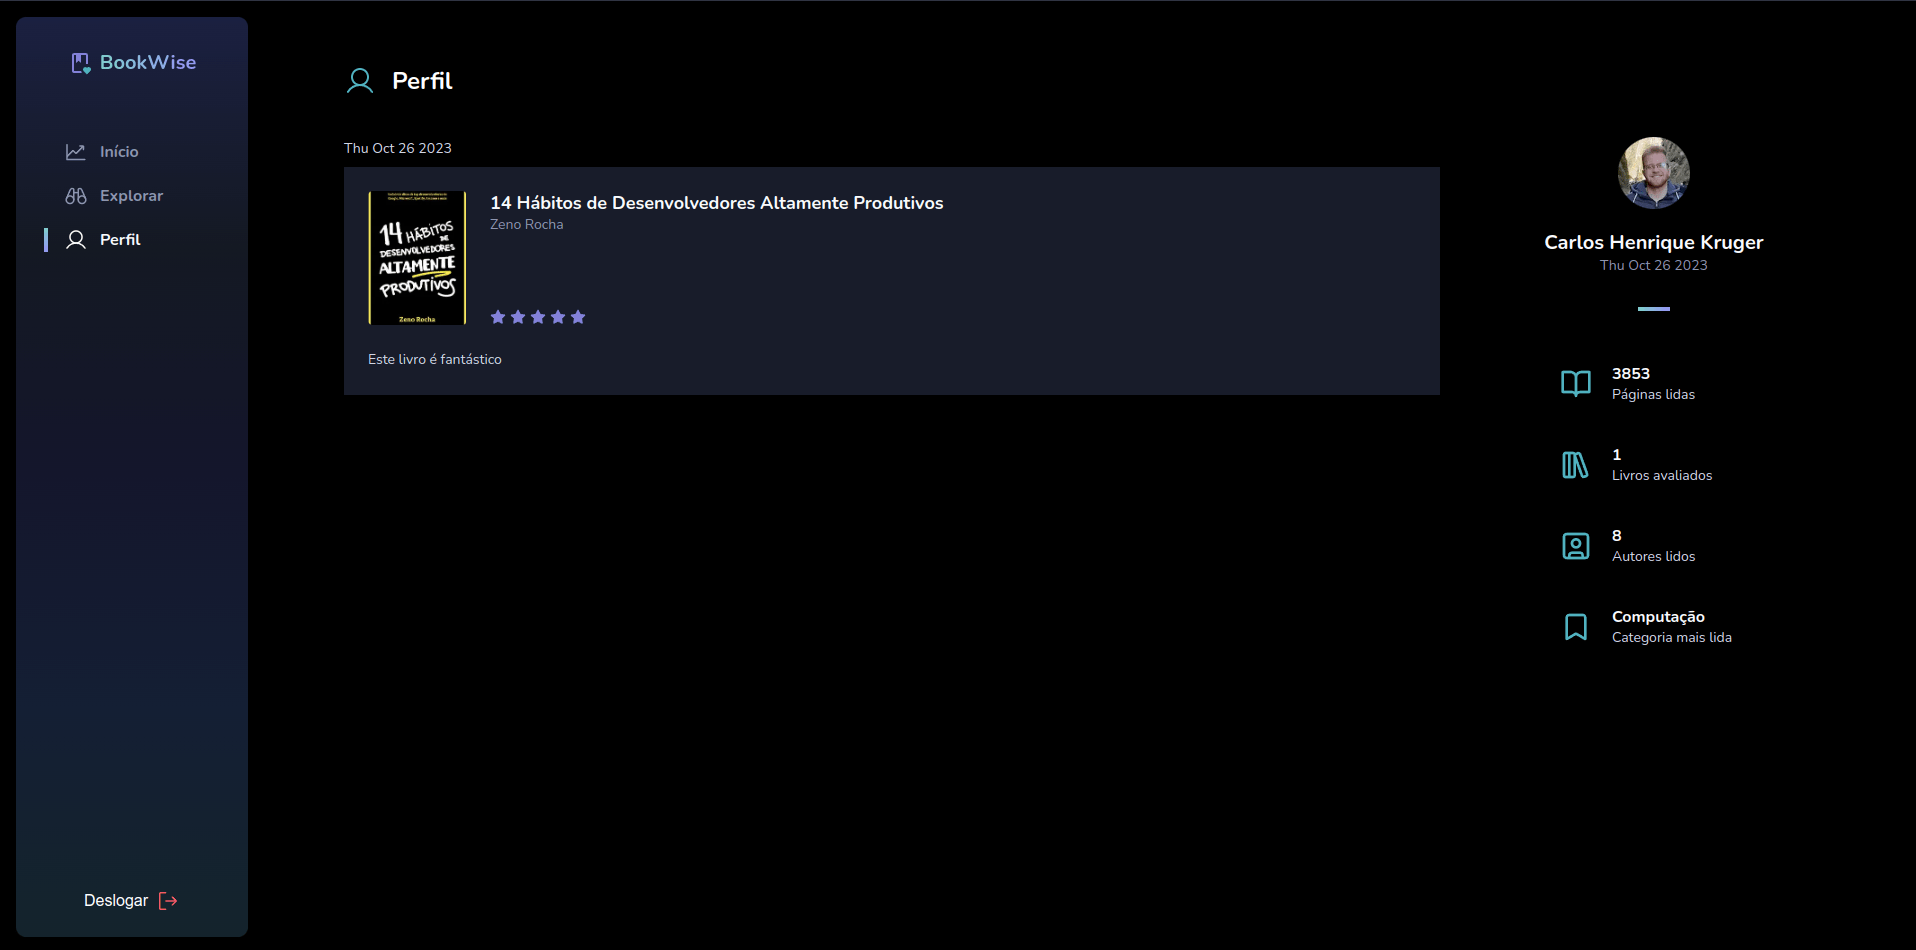 BookWise
Início
Explorar
Perfil
Deslogar
Perfil
Thu Oct 26 2023
14 HÁBITOS
DE
DESENVOLVEDORES
ALTAMENTE
PRODUTIVOS
Zeno Rocha
14 Hábitos de Desenvolvedores Altamente Produtivos
Zeno Rocha
Este livro é fantástico
Carlos Henrique Kruger
Thu Oct 26 2023
3853
Páginas lidas
1
Livros avaliados
8
Autores lidos
Computação
Categoria mais lida